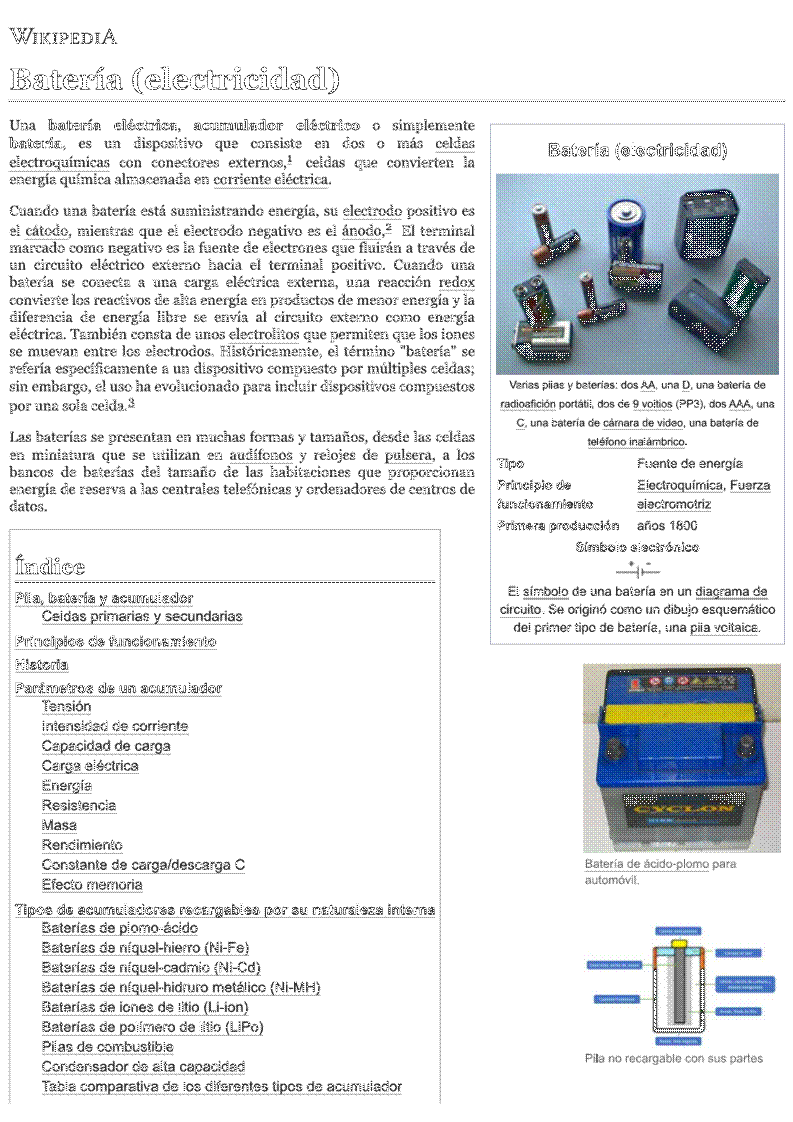 WIKIPEDIA
Batería (electricidad)
Una batería eléctrica, acumulador eléctrico o simplemente
batería, es un dispositivo que consiste en dos o más celdas
electroquímicas con conectores externos,1 celdas que convierten la
energía química almacenada en corriente eléctrica.
Cuando una batería está suministrando energía, su electrodo positivo es
el cátodo, mientras que el electrodo negativo es el ánodo,2 El terminal
marcado como negativo es la fuente de electrones que fluirán a través de
un circuito eléctrico externo hacia el terminal positivo. Cuando una
batería se conecta a una carga eléctrica externa, una reacción redox
convierte los reactivos de alta energía en productos de menor energía y la
diferencia de energía libre se envía al circuito externo como energía
eléctrica. También consta de unos electrolitos que permiten que los iones
se muevan entre los electrodos. Históricamente, el término "batería" se
refería específicamente a un dispositivo compuesto por múltiples celdas;
sin embargo, el uso ha evolucionado para incluir dispositivos compuestos
por una sola celda.3
Las baterías se presentan en muchas formas y tamaños, desde las celdas
en miniatura que se utilizan en audífonos y relojes de pulsera, a los
bancos de baterías del tamaño de las habitaciones que proporcionan
energía de reserva a las centrales telefónicas y ordenadores de centros de
datos.
Índice
Pila, batería y acumulador
Celdas primarias y secundarias
Principios de funcionamiento
Historia
Parámetros de un acumulador
Tensión
Intensidad de corriente
Capacidad de carga
Carga eléctrica
Energía
Resistencia
Masa
Rendimiento
Constante de carga/descarga C
Efecto memoria
Tipos de acumuladores recargables por su naturaleza interna
Baterías de plomo-ácido
Baterías de níquel-hierro (Ni-Fe)
Baterías de níquel-cadmio (Ni-Cd)
Baterías de níquel-hidruro metálico (Ni-MH)
Baterías de iones de litio (Li-ion)
Baterías de polímero de litio (LiPo)
Pilas de combustible
Condensador de alta capacidad
Tabla comparativa de los diferentes tipos de acumulador
Batería (electricidad)
Varias pilas y baterías: dos AA, una D, una batería de
radioafición portátil, dos de 9 voltios (PP3), dos AAA, una
C, una batería de cámara de video, una batería de
teléfono inalámbrico.
Tipo Fuente de energía
Principio de Electroquímica, Fuerza
funcionamiento electromotriz
Primera producción años 1800
Símbolo electrónico
El símbolo de una batería en un diagrama de
circuito. Se originó como un dibujo esquemático
del primer tipo de batería, una pila voltaica.
CYCLON
Batería de ácido-plomo para
automóvil.
Pila no recargable con sus partes